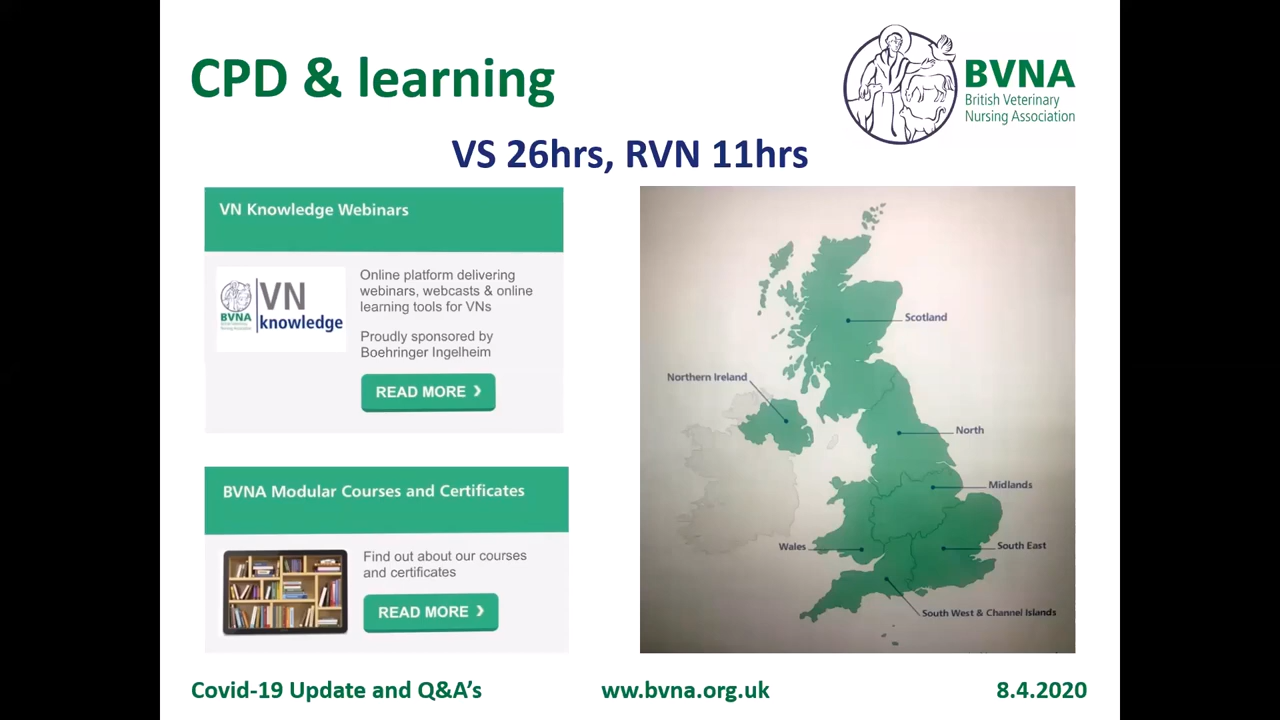 CPD & learning
BVNA
British Veterinary
Nursing Association
VS 26hrs, RVN 11hrs
VN Knowledge Webinars
BVNA
VN
knowledge
Online platform delivering
webinars, webcasts & online
learning tools for VNs
Proudly sponsored by
Boehringer Ingelheim
READ MORE ›
BVNA Modular Courses and Certificates
Find out about our courses
and certificates
READ MORE ›
Scotland
Northern Ireland
North
Midlands
Wales
South East
South West & Channel Islands
Covid-19 Update and Q&A's
ww.bvna.org.uk
8.4.2020